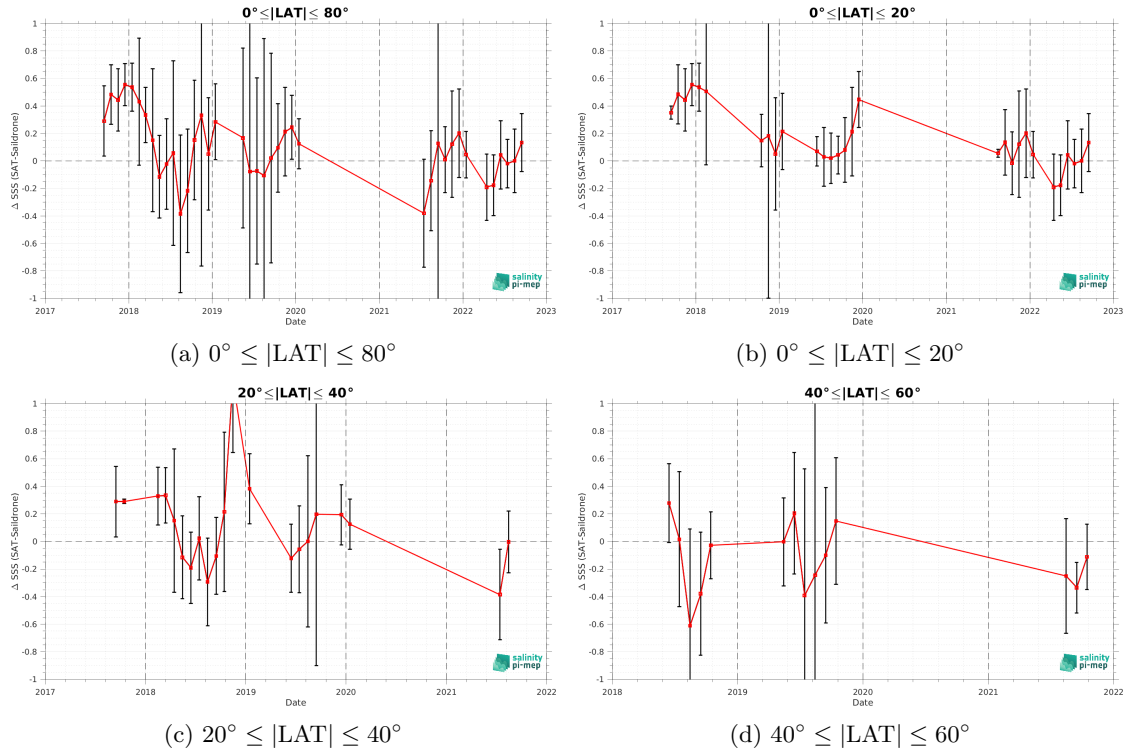 0°≤|LAT|≤ 80°
Δ SSS (SAT-Saildrone)
1
0.8
0.6
0.4
0.2
0
-0.2
-0.4
-0.6
-0.8
-1
salinity
pi-mep
2017 2018 2019 2020 2021 2022 2023
Date
(a) 0° ≤ |LAT| ≤ 80°
0°≤|LAT|≤ 20°
Δ SSS (SAT-Saildrone)
1
0.8
0.6
0.4
0.2
0
-0.2
-0.4
-0.6
-0.8
-1
salinity
pi-mep
2017 2018 2019 2020 2021 2022 2023
Date
(b) 0° ≤ |LAT| ≤ 20°
20°≤|LAT|≤ 40°
Δ SSS (SAT-Saildrone)
1
0.8
0.6
0.4
0.2
0
-0.2
-0.4
-0.6
-0.8
-1
salinity
pi-mep
2017 2018 2019 2020 2021 2022
Date
(c) 20° ≤ |LAT| ≤ 40°
40°≤|LAT|≤ 60°
Δ SSS (SAT-Saildrone)
1
0.8
0.6
0.4
0.2
0
-0.2
-0.4
-0.6
-0.8
-1
salinity
pi-mep
2018 2019 2020 2021 2022
Date
(d) 40° ≤ |LAT| ≤ 60°